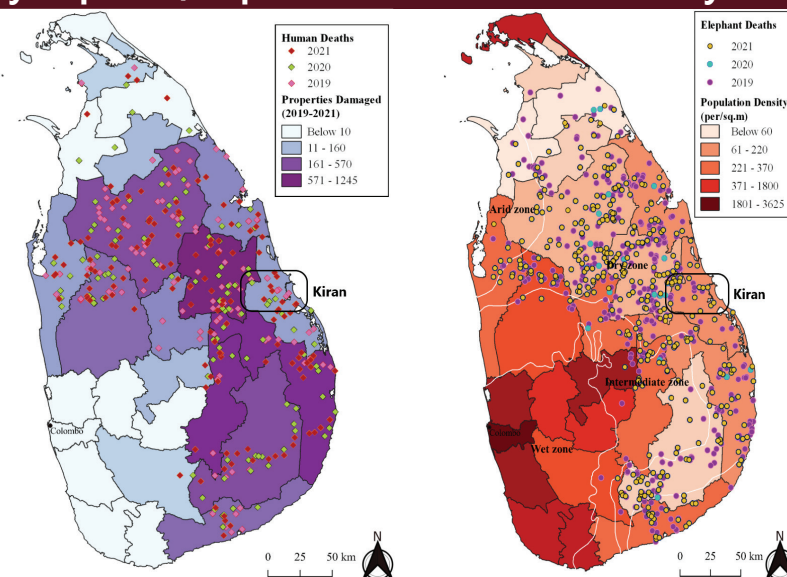 Human Deaths
2021
2020
2019
Properties Damaged
(2019-2021)
Below 10
11 - 160
161 - 570
571 - 1245
Kiran
Colombo
N
0 25 50 km
Elephant Deaths
2021
2020
2019
Population Density
(per/sq.m)
Below 60
61 - 220
221 - 370
371 - 1800
1801 - 3625
Arid zone
Dry zone
Kiran
Intermediate zone
Colombo
Wet zone
N
0 25 50 km